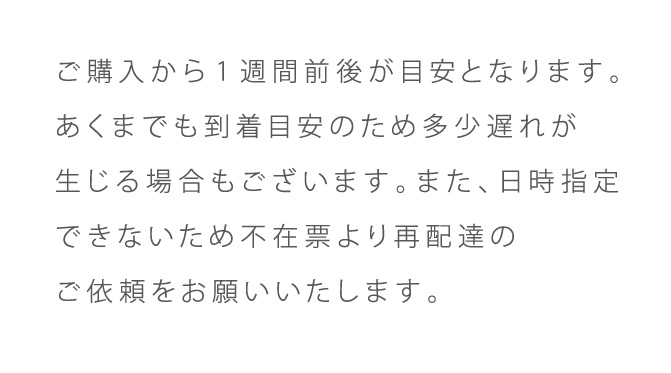 ご購入から1週間前後が目安となります。
あくまでも到着目安のため多少遅れが
生じる場合もございます。また、日時指定
できないため不在票より再配達の
ご依頼をお願いいたします。